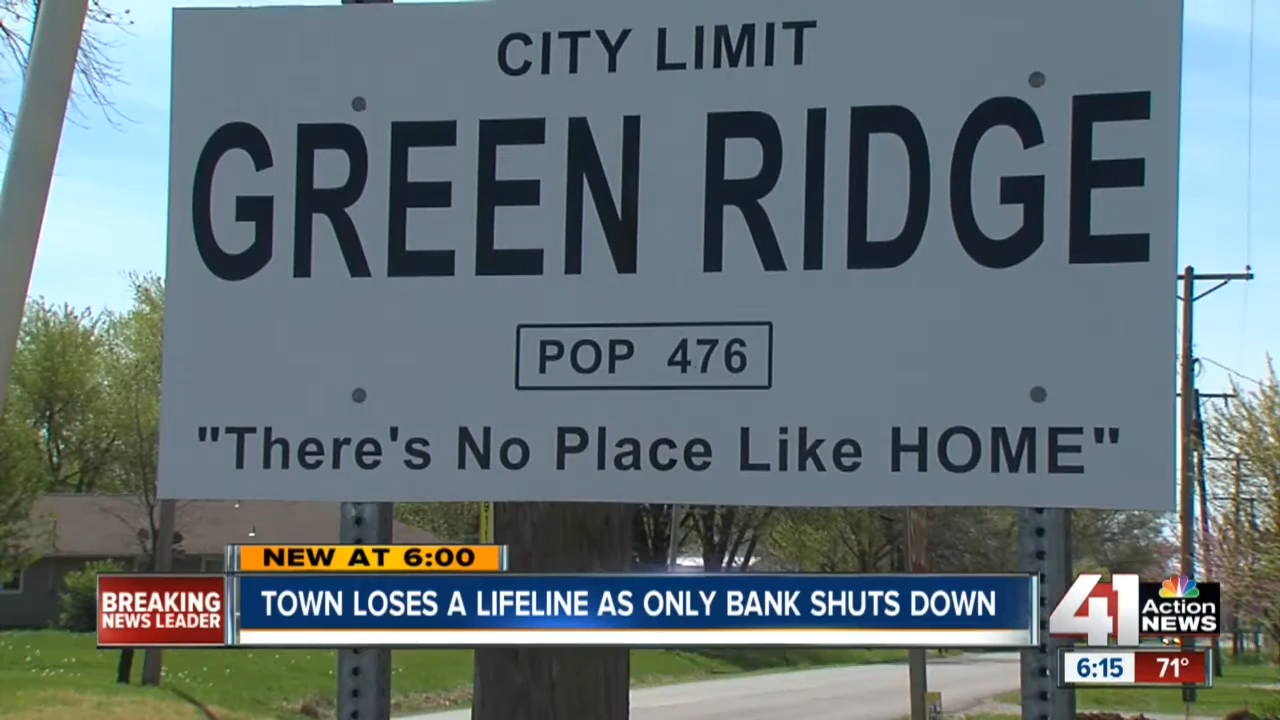 CITY LIMIT
GREEN RIDGE
POP 476
"There's No Place Like HOME"
NEW AT 6:00
BREAKING
NEWS LEADER
TOWN LOSES A LIFELINE AS ONLY BANK SHUTS DOWN
41
Action
NEWS
6:15 71°